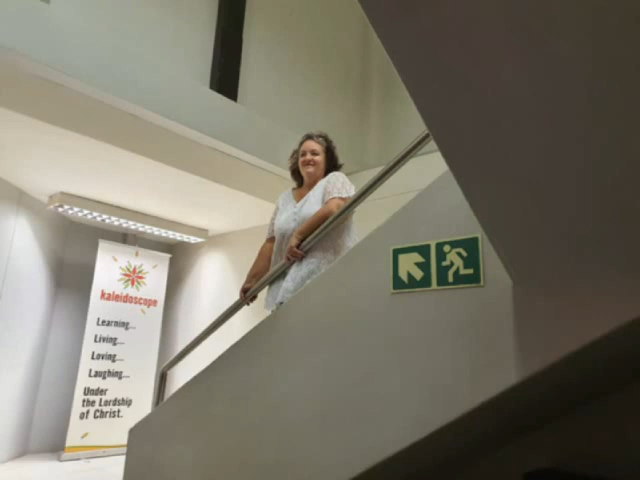 kaleidoscope
Learning...
Living...
Loving...
Laughing...
Under
the Lordship
of Christ.